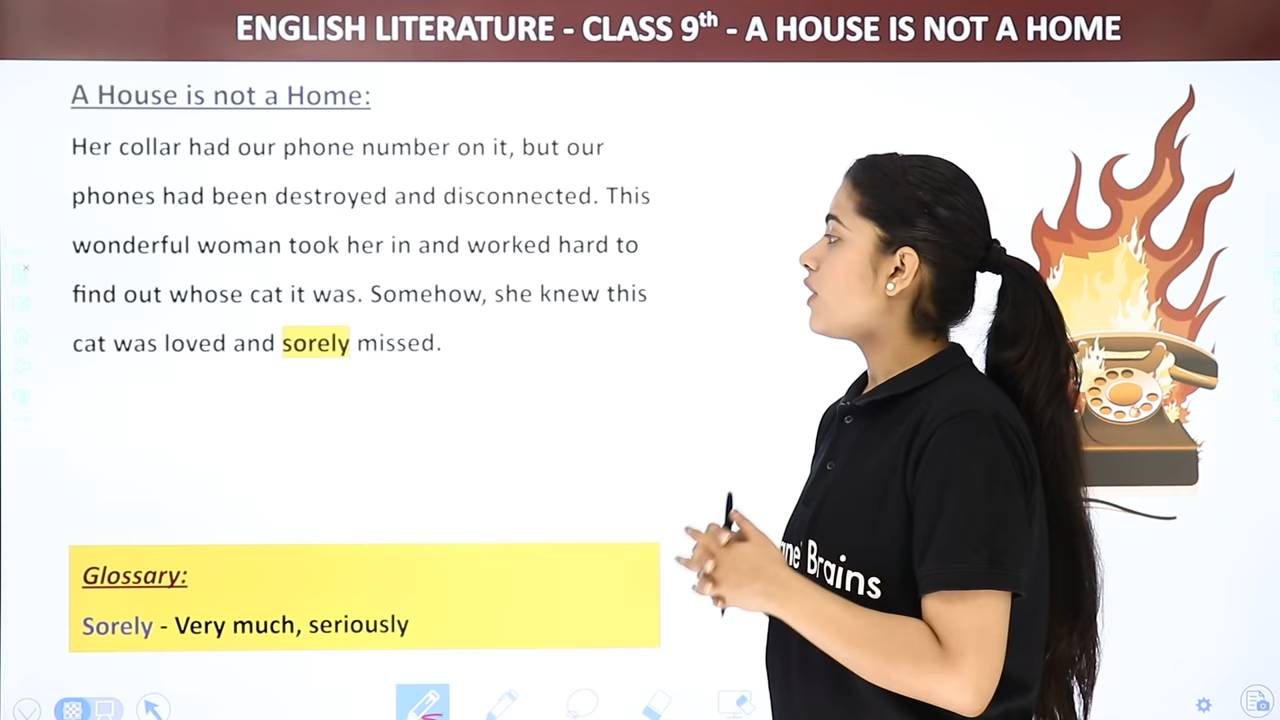 ENGLISH LITERATURE - CLASS 9th - A HOUSE IS NOT A HOME
A House is not a Home:
Her collar had our phone number on it, but our
phones had been destroyed and disconnected. This
wonderful woman took her in and worked hard to
find out whose cat it was. Somehow, she knew this
cat was loved and sorely missed.
Glossary:
Sorely - Very much, seriously
Brains